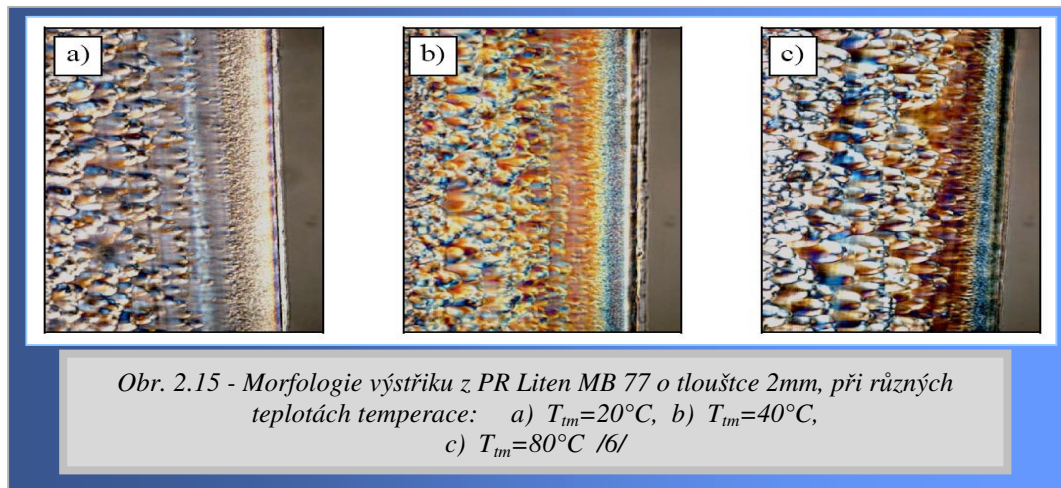 a)
b)
c)
Obr. 2.15 - Morfologie výstřiku z PR Liten MB 77 o tloušťce 2mm, při různých
teplotách temperace: a) Ttm=20°C, b) Ttm=40°C,
c) Ttm=80°C /6/